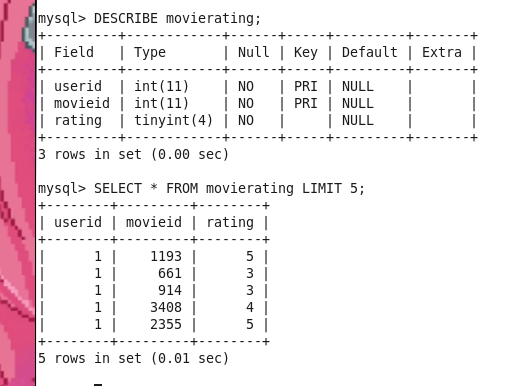 mysql> DESCRIBE movierating;
+---------+------------+------+-----+---------+-------+
| Field   | Type       | Null | Key | Default | Extra |
+---------+------------+------+-----+---------+-------+
| userid  | int(11)    | NO   | PRI | NULL    |       |
| movieid | int(11)    | NO   | PRI | NULL    |       |
| rating  | tinyint(4) | NO   |     | NULL    |       |
+---------+------------+------+-----+---------+-------+
3 rows in set (0.00 sec)

mysql> SELECT * FROM movierating LIMIT 5;
+--------+---------+--------+
| userid | movieid | rating |
+--------+---------+--------+
|      1 |    1193 |      5 |
|      1 |     661 |      3 |
|      1 |     914 |      3 |
|      1 |    3408 |      4 |
|      1 |    2355 |      5 |
+--------+---------+--------+
5 rows in set (0.01 sec)